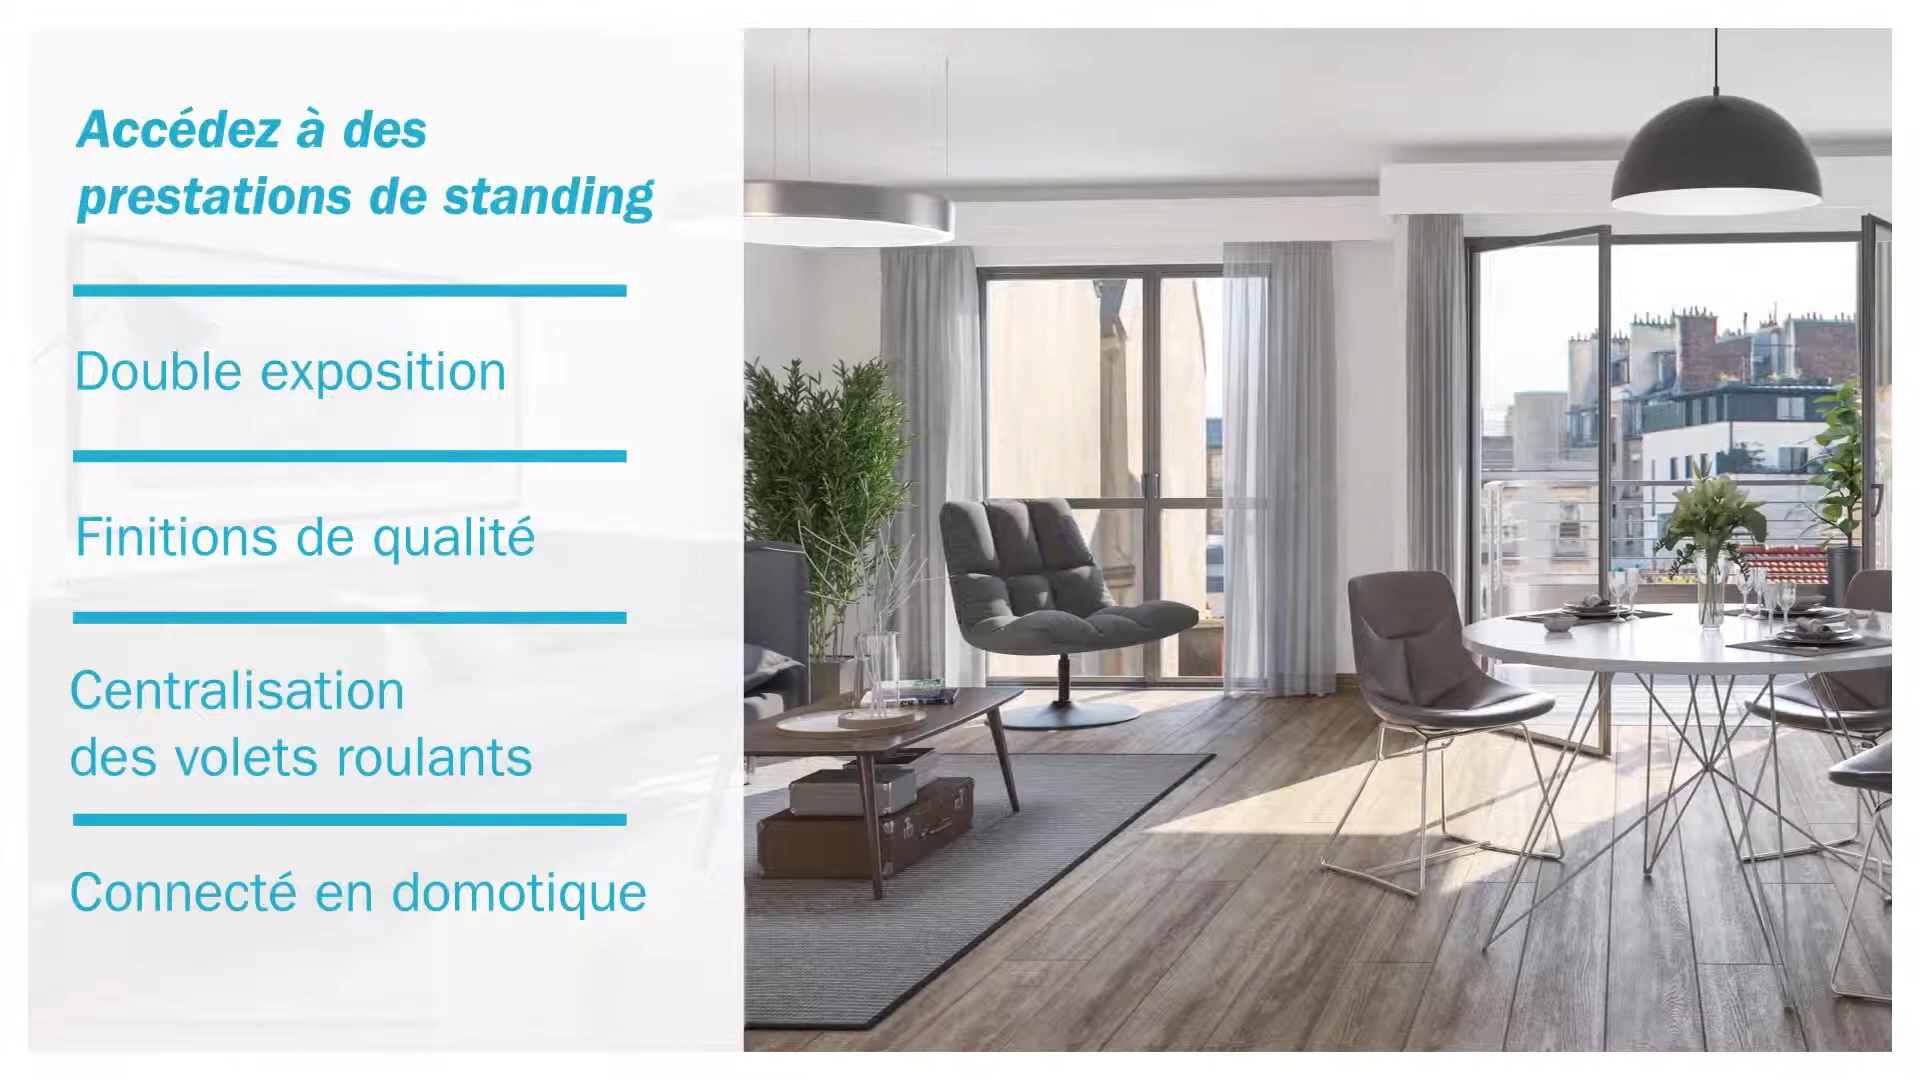 Accédez à des
prestations de standing
Double exposition
Finitions de qualité
Centralisation
des volets roulants
Connecté en domotique